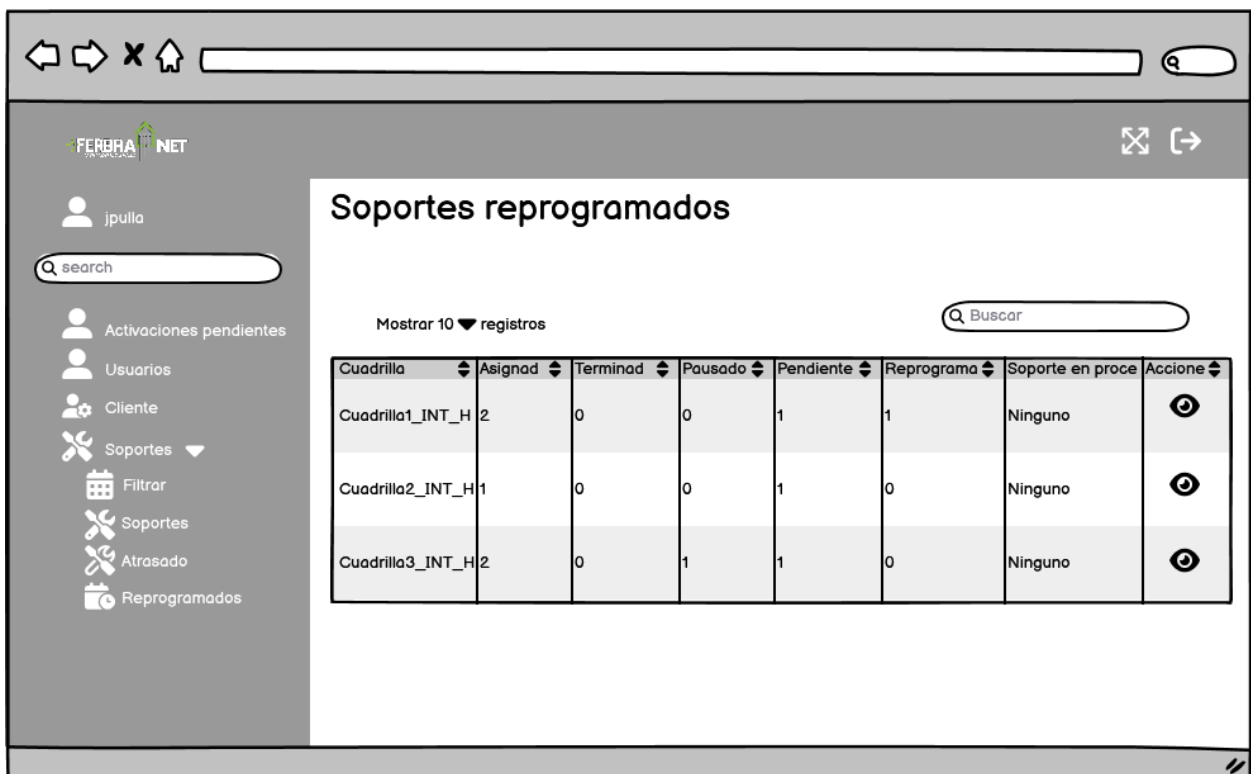 NET
jpulla
search
Activaciones pendientes
Usuarios
Cliente
Soportes
Filtrar
Soportes
Atrasado
Reprogramados
Soportes reprogramados
Mostrar 10 registros
Buscar
Cuadrilla Asignad Terminad Pausado Pendiente Reprograma Soporte en proce Accione
Cuadrilla1_INT_H 2 0 0 1 1 Ninguno
Cuadrilla2_INT_H 1 0 0 1 0 Ninguno
Cuadrilla3_INT_H 2 0 1 1 0 Ninguno